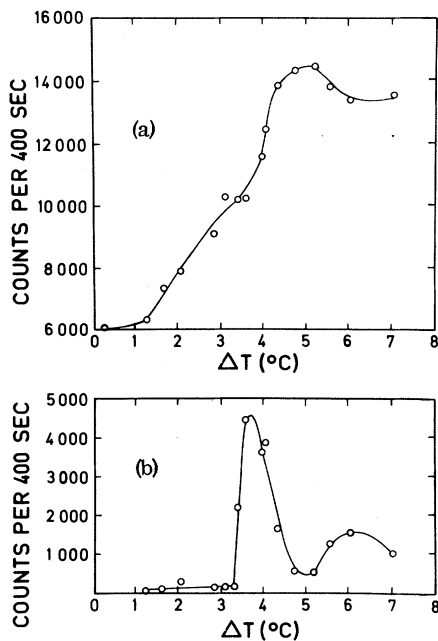 16 000
14 000
12 000
10 000
8 000
6 000
COUNTS PER 400 SEC
(a)
0 1 2 3 4 5 6 7 8
ΔT (°C)
5 000
4 000
3 000
2 000
1 000
COUNTS PER 400 SEC
(b)
0 1 2 3 4 5 6 7 8
ΔT (°C)